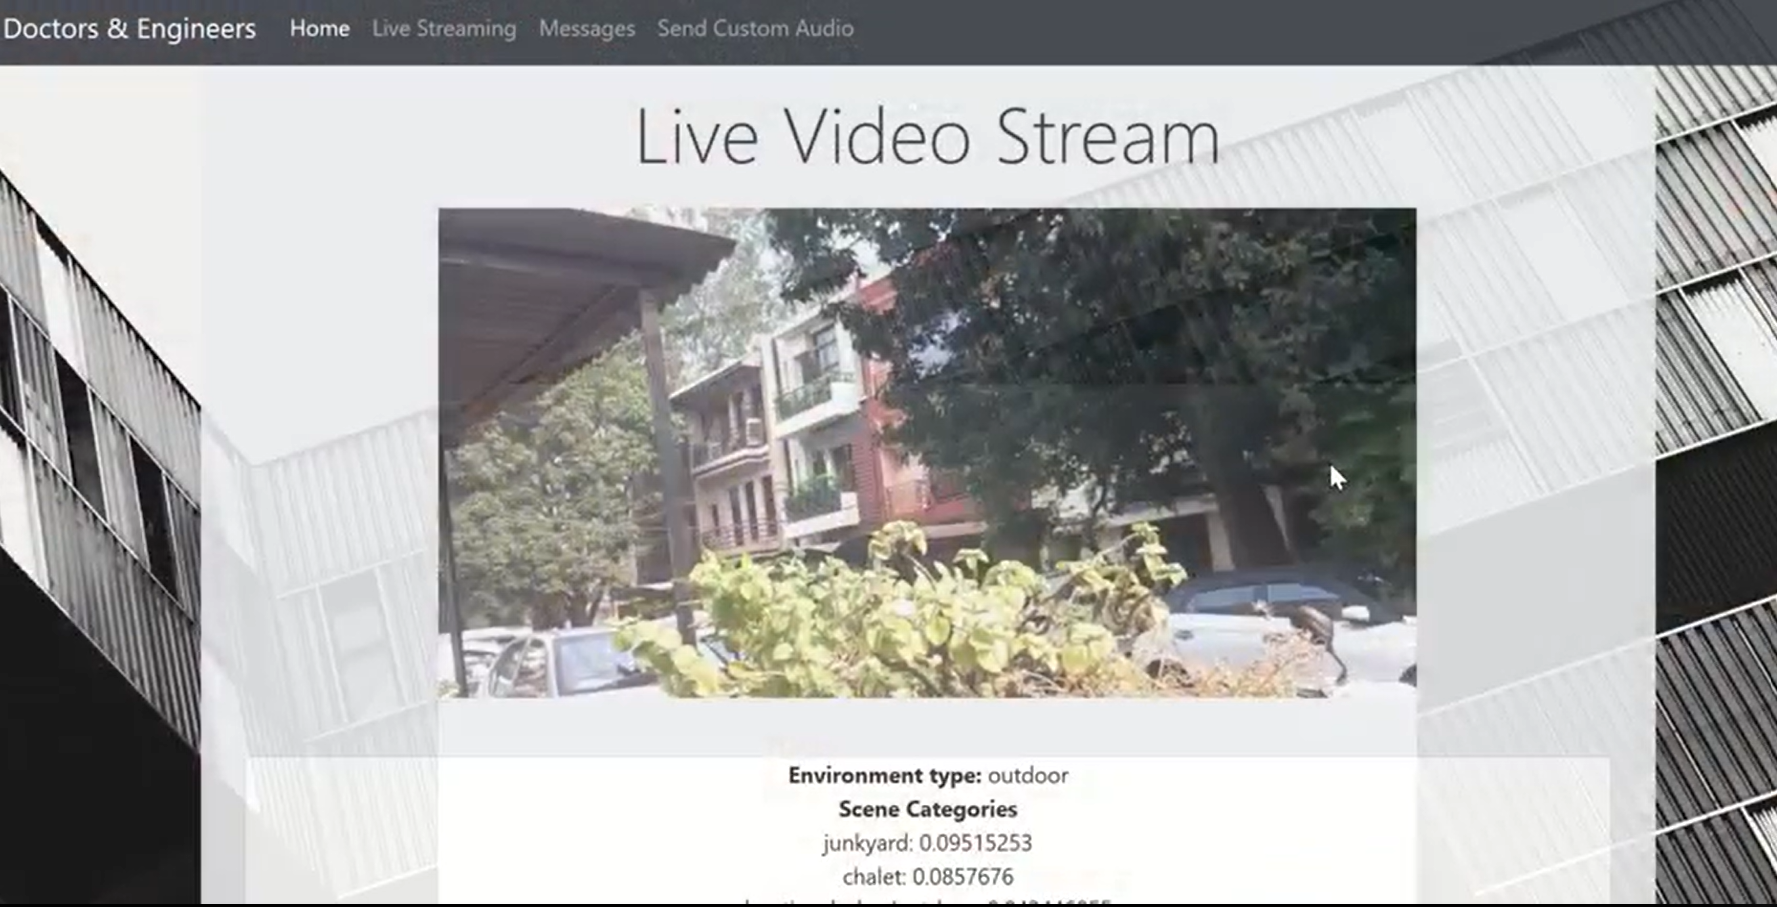 Doctors & Engineers Home Live Streaming Messages Send Custom Audio
Live Video Stream
Environment type: outdoor
Scene Categories
junkyard: 0.09515253
chalet: 0.0857676